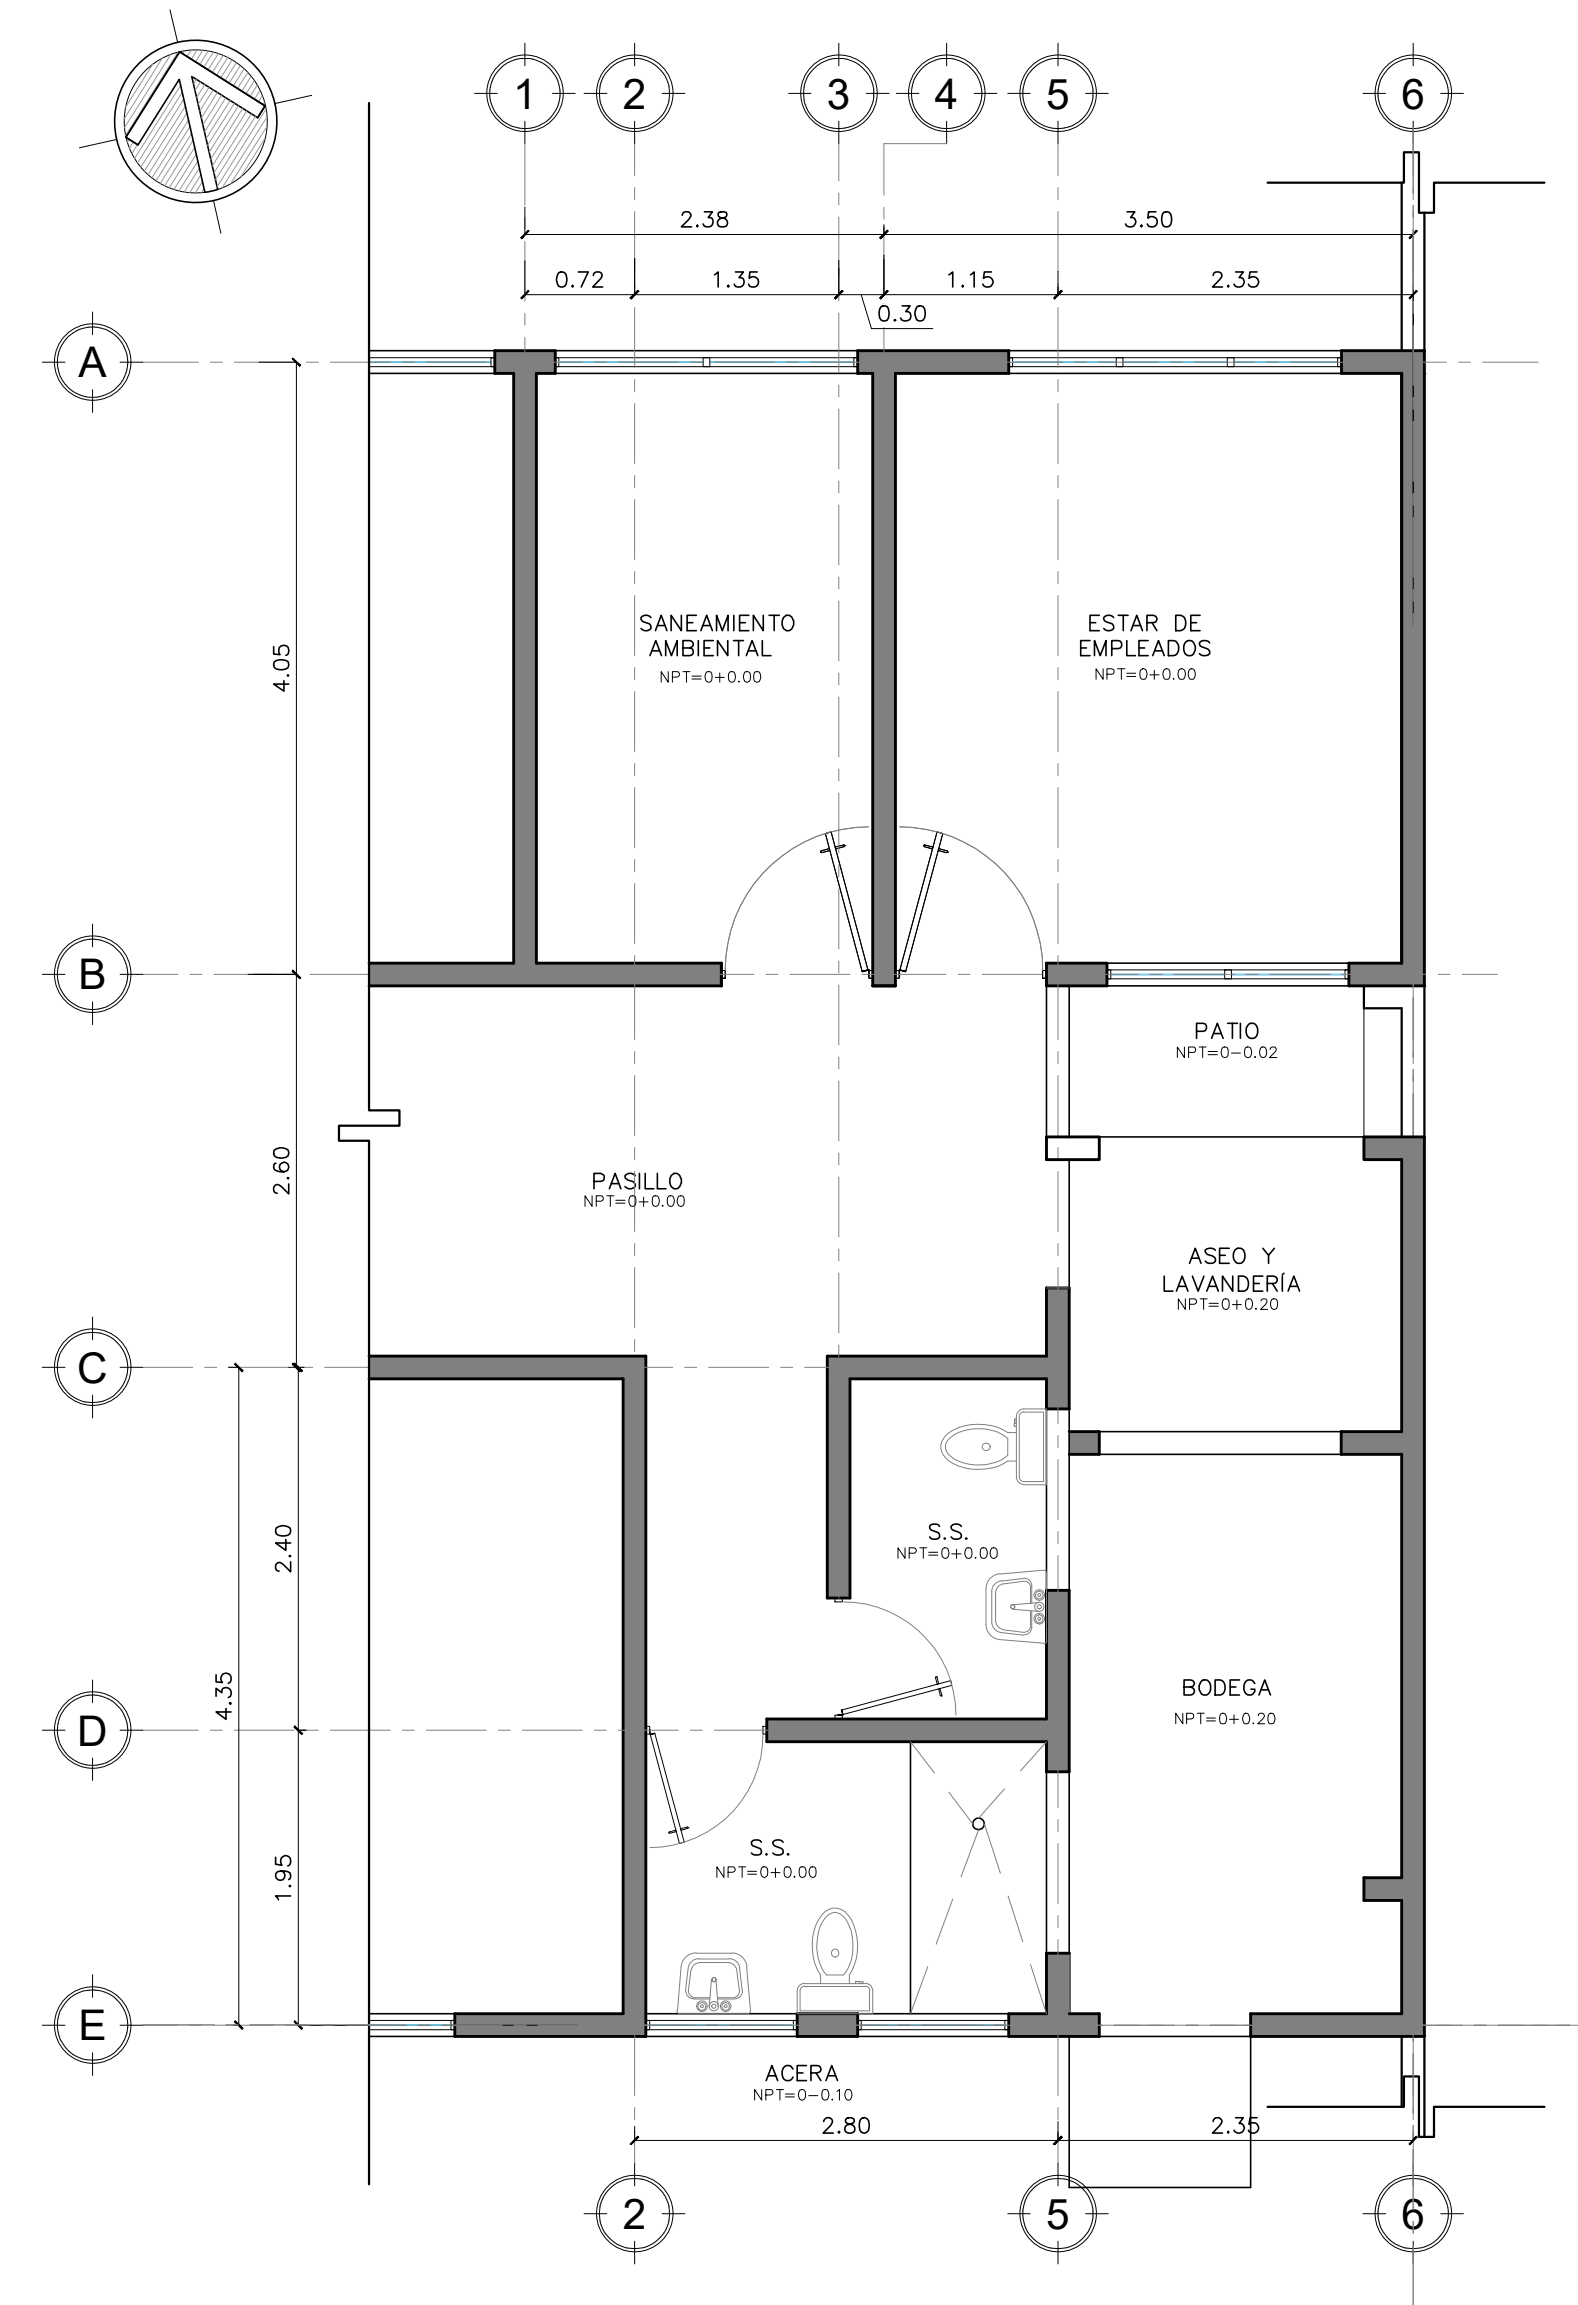 1 2 3 4 5 6
2.38 3.50
0.72 1.35 1.15 2.35
0.30
A
SANEAMIENTO
AMBIENTAL
NPT=0+0.00
ESTAR DE
EMPLEADOS
NPT=0+0.00
4.05
B
PATIO
NPT=0-0.02
2.60
PASILLO
NPT=0+0.00
ASEO Y
LAVANDERÍA
NPT=0+0.20
C
2.40
S.S.
NPT=0+0.00
4.35
BODEGA
NPT=0+0.20
D
1.95
S.S.
NPT=0+0.00
E
ACERA
NPT=0-0.10
2.80 2.35
2 5 6